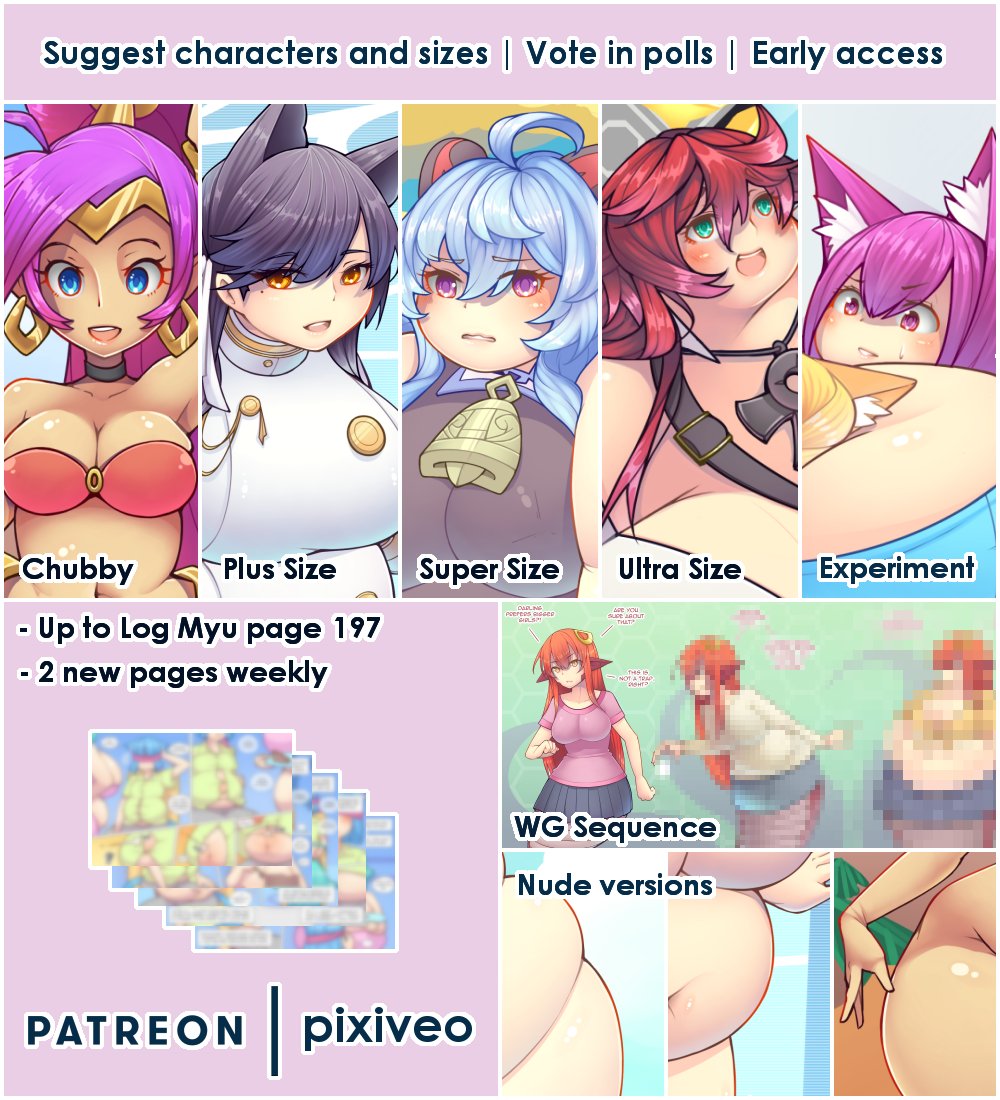 Suggest characters and sizes | Vote in polls | Early access
Chubby
Plus Size
Super Size
Ultra Size
Experiment
- Up to Log Myu page 197
- 2 new pages weekly
DARLING
PREFERS BIGGER
GIRLS?!
ARE YOU
SURE ABOUT
THAT?
THIS IS
NOT A TRAP,
RIGHT?
WG Sequence
Nude versions
PATREON | pixiveo